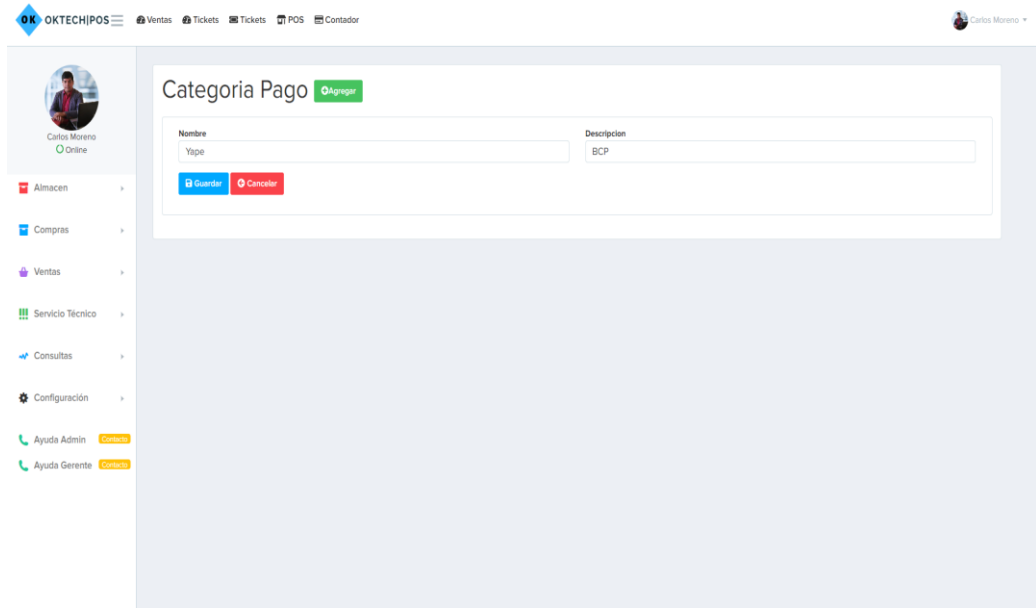 OK OKTECH|POS Ventas Tickets Tickets POS Contador Carlos Moreno
Carlos Moreno
Online
Almacen
Compras
Ventas
Servicio Técnico
Consultas
Configuración
Ayuda Admin Contacto
Ayuda Gerente Contacto
Categoria Pago Agregar
Nombre Descripcion
Yape BCP
Guardar Cancelar